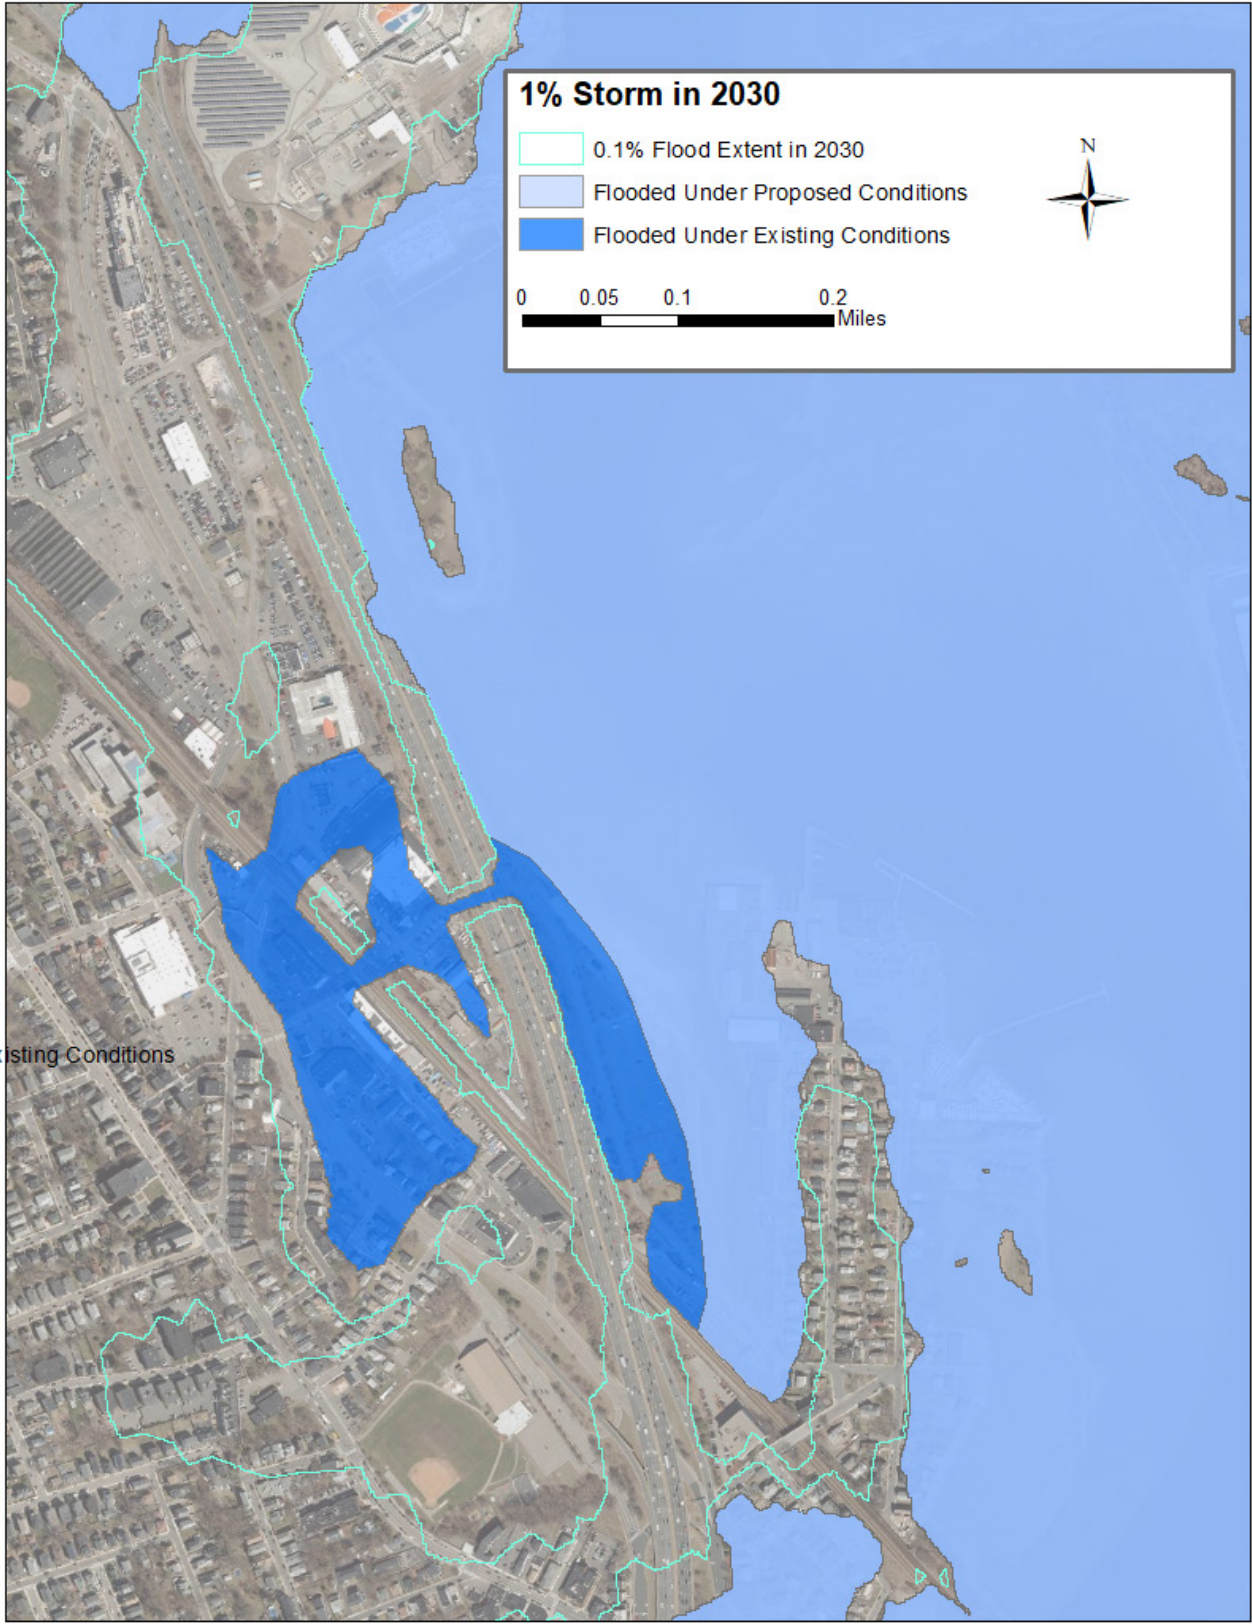 1% Storm in 2030
0.1% Flood Extent in 2030
N
Flooded Under Proposed Conditions
Flooded Under Existing Conditions
0 0.05 0.1 0.2
Miles
isting Conditions